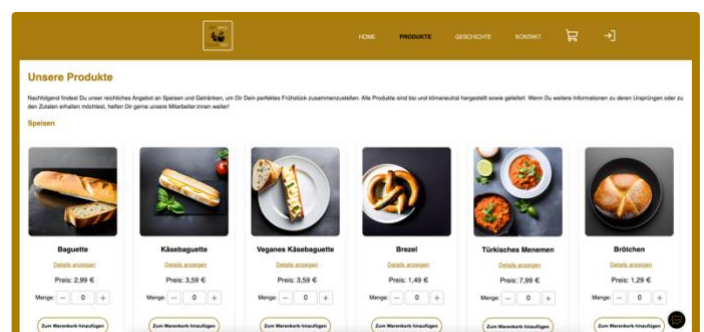 HOME PRODUKTE GESCHICHTE KONTAKT
Unsere Produkte
Nachfolgend findest Du unser reichliches Angebot an Speisen und Getränken, um Dir Dein perfektes Frühstück zusammenzustellen. Alle Produkte sind bio und klimaneutral hergestellt sowie geliefert. Wenn Du weitere Informationen zu deren Ursprüngen oder zu
den Zutaten erhalten möchtest, helfen Dir gerne unsere Mitarbeiter:innen weiter!
Speisen
Baguette Käsebaguette Veganes Käsebaguette Brezel Türkisches Menemen Brötchen
Details anzeigen Details anzeigen Details anzeigen Details anzeigen Details anzeigen Details anzeigen
Preis: 2,99 € Preis: 3,59 € Preis: 3,59 € Preis: 1,49 € Preis: 7,99 € Preis: 1,29 €
Menge: − 0 + Menge: − 0 + Menge: − 0 + Menge: − 0 + Menge: − 0 + Menge: − 0 +
Zum Warenkorb hinzufügen Zum Warenkorb hinzufügen Zum Warenkorb hinzufügen Zum Warenkorb hinzufügen Zum Warenkorb hinzufügen Zum Warenkorb hinzufügen